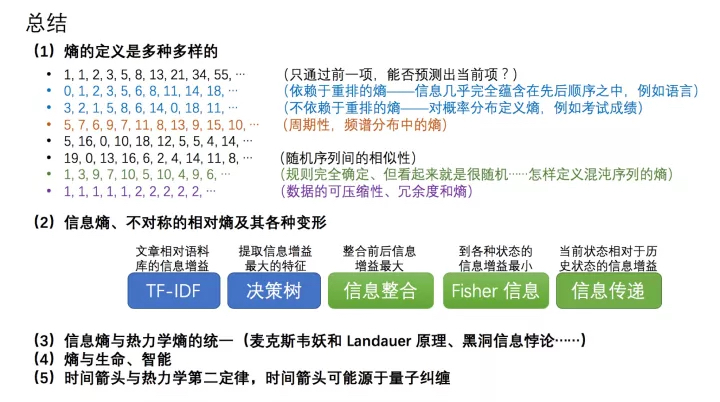 总结
（1）熵的定义是多种多样的
• 1, 1, 2, 3, 5, 8, 13, 21, 34, 55, … （只通过前一项，能否预测出当前项？）
• 0, 1, 2, 3, 5, 6, 8, 11, 14, 18, … （依赖于重排的熵——信息几乎完全蕴含在先后顺序之中，例如语言）
• 3, 2, 1, 5, 8, 6, 14, 0, 18, 11, … （不依赖于重排的熵——对概率分布定义熵，例如考试成绩）
• 5, 7, 6, 9, 7, 11, 8, 13, 9, 15, 10, … （周期性，频谱分布中的熵）
• 5, 16, 0, 10, 18, 12, 5, 5, 4, 14, …
• 19, 0, 13, 16, 6, 2, 4, 14, 11, 8, … （随机序列间的相似性）
• 1, 3, 9, 7, 10, 5, 10, 4, 9, 6, … （规则完全确定、但看起来就是很随机……怎样定义混沌序列的熵）
• 1, 1, 1, 1, 1, 2, 2, 2, 2, 2, … （数据的可压缩性、冗余度和熵）
（2）信息熵、不对称的相对熵及其各种变形
文章相对语料
库的信息增益
TF-IDF
提取信息增益
最大的特征
决策树
整合前后信息
增益最大
信息整合
到各种状态的
信息增益最小
Fisher 信息
当前状态相对于历
史状态的信息增益
信息传递
（3）信息熵与热力学熵的统一（麦克斯韦妖和 Landauer 原理、黑洞信息悖论……）
（4）熵与生命、智能
（5）时间箭头与热力学第二定律，时间箭头可能源于量子纠缠